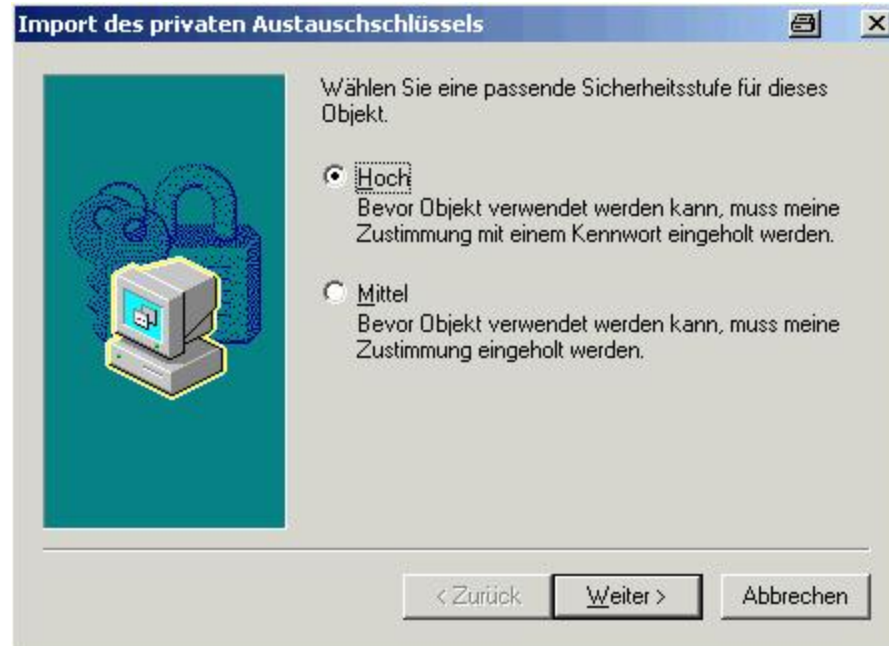 Import des privaten Austauschschlüssels
Wählen Sie eine passende Sicherheitsstufe für dieses
Objekt.
Hoch
Bevor Objekt verwendet werden kann, muss meine
Zustimmung mit einem Kennwort eingeholt werden.
Mittel
Bevor Objekt verwendet werden kann, muss meine
Zustimmung eingeholt werden.
< Zurück
Weiter >
Abbrechen